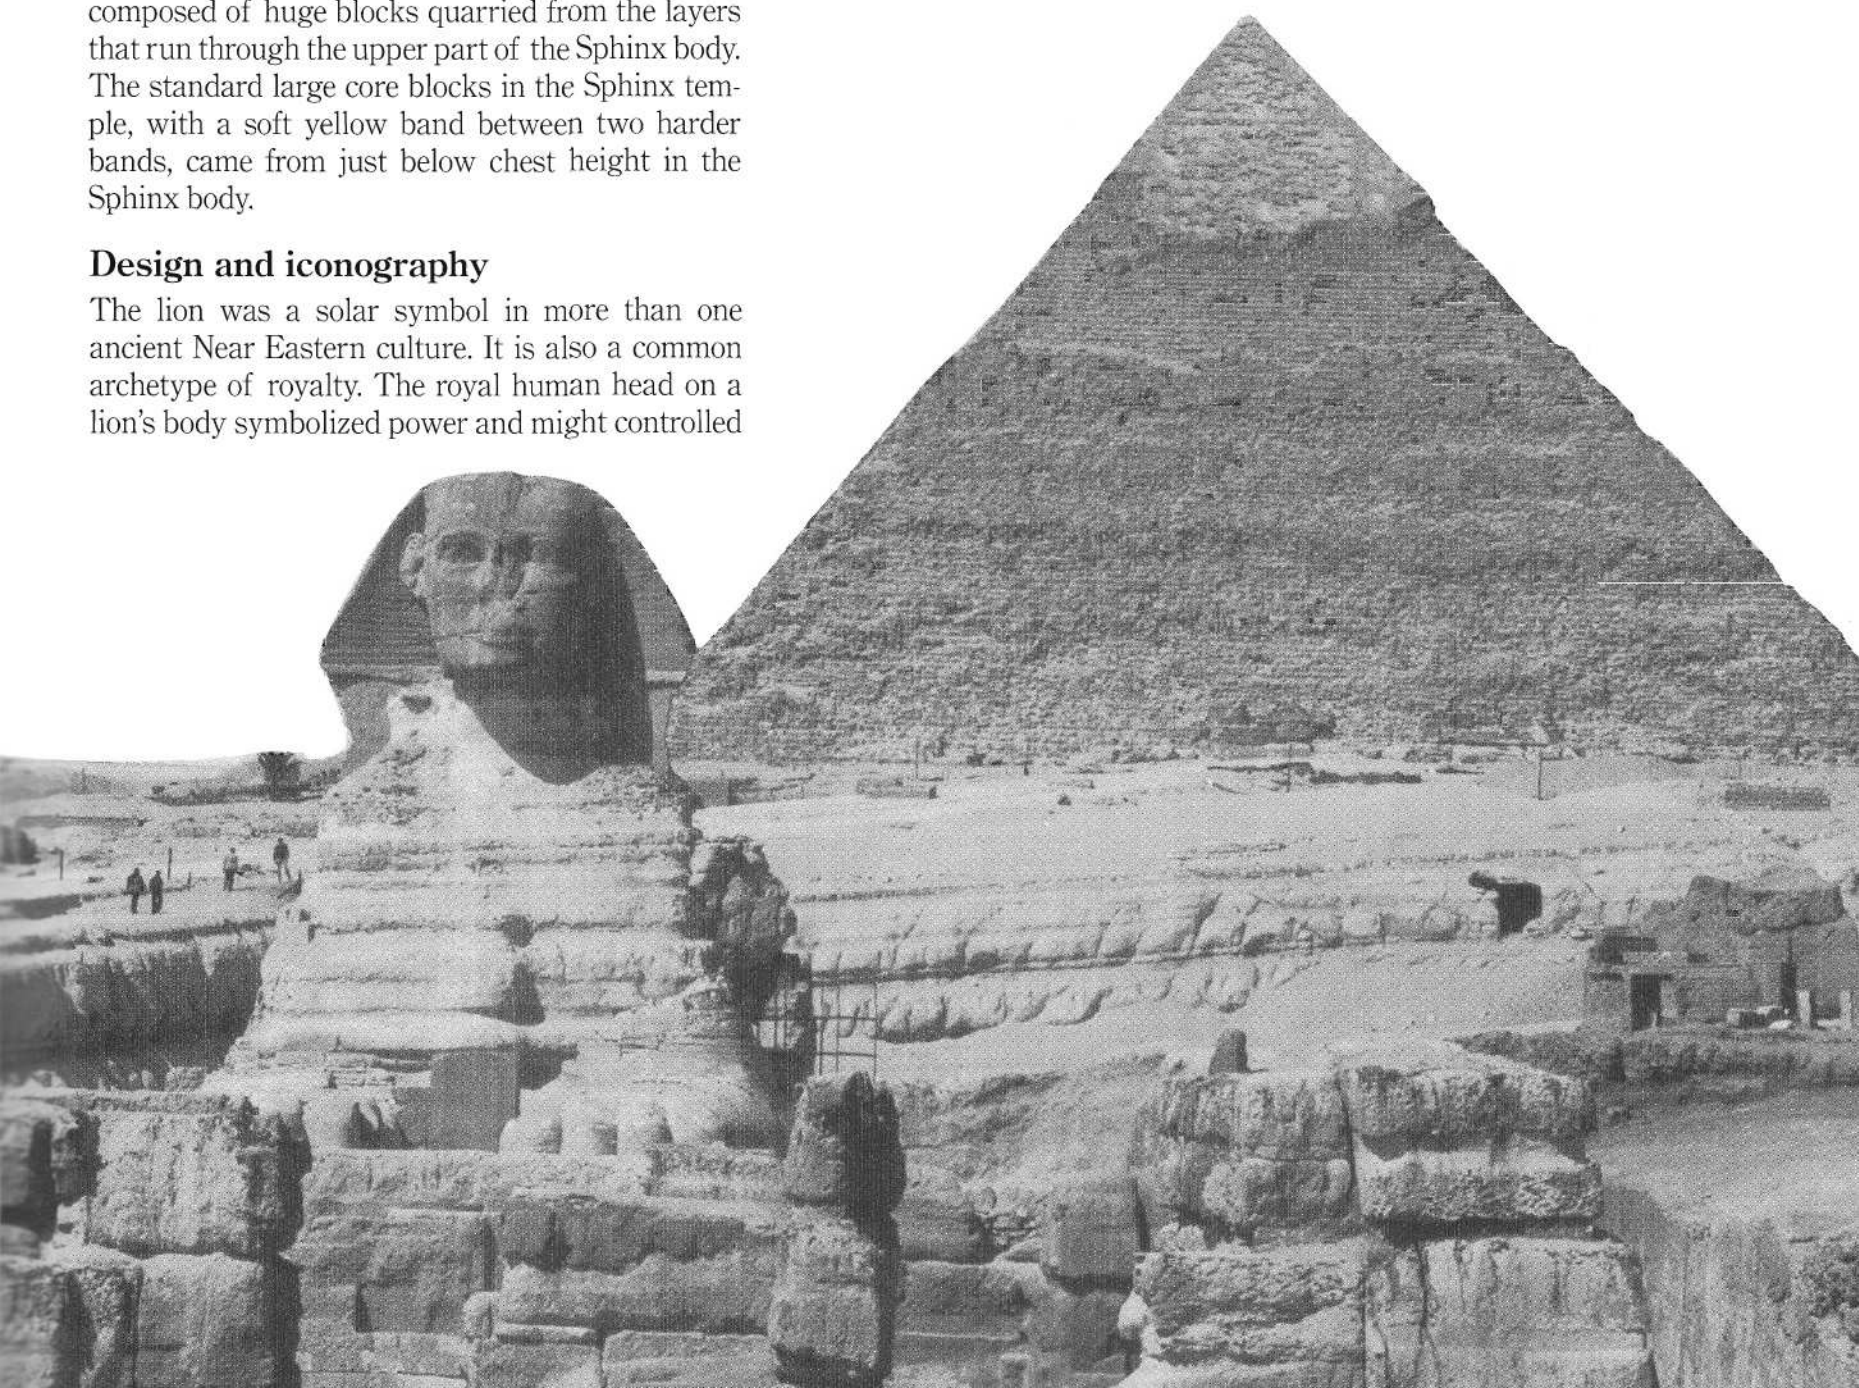 composed of huge blocks quarried from the layers
that run through the upper part of the Sphinx body.
The standard large core blocks in the Sphinx tem-
ple, with a soft yellow band between two harder
bands, came from just below chest height in the
Sphinx body.
Design and iconography
The lion was a solar symbol in more than one
ancient Near Eastern culture. It is also a common
archetype of royalty. The royal human head on a
lion's body symbolized power and might controlled